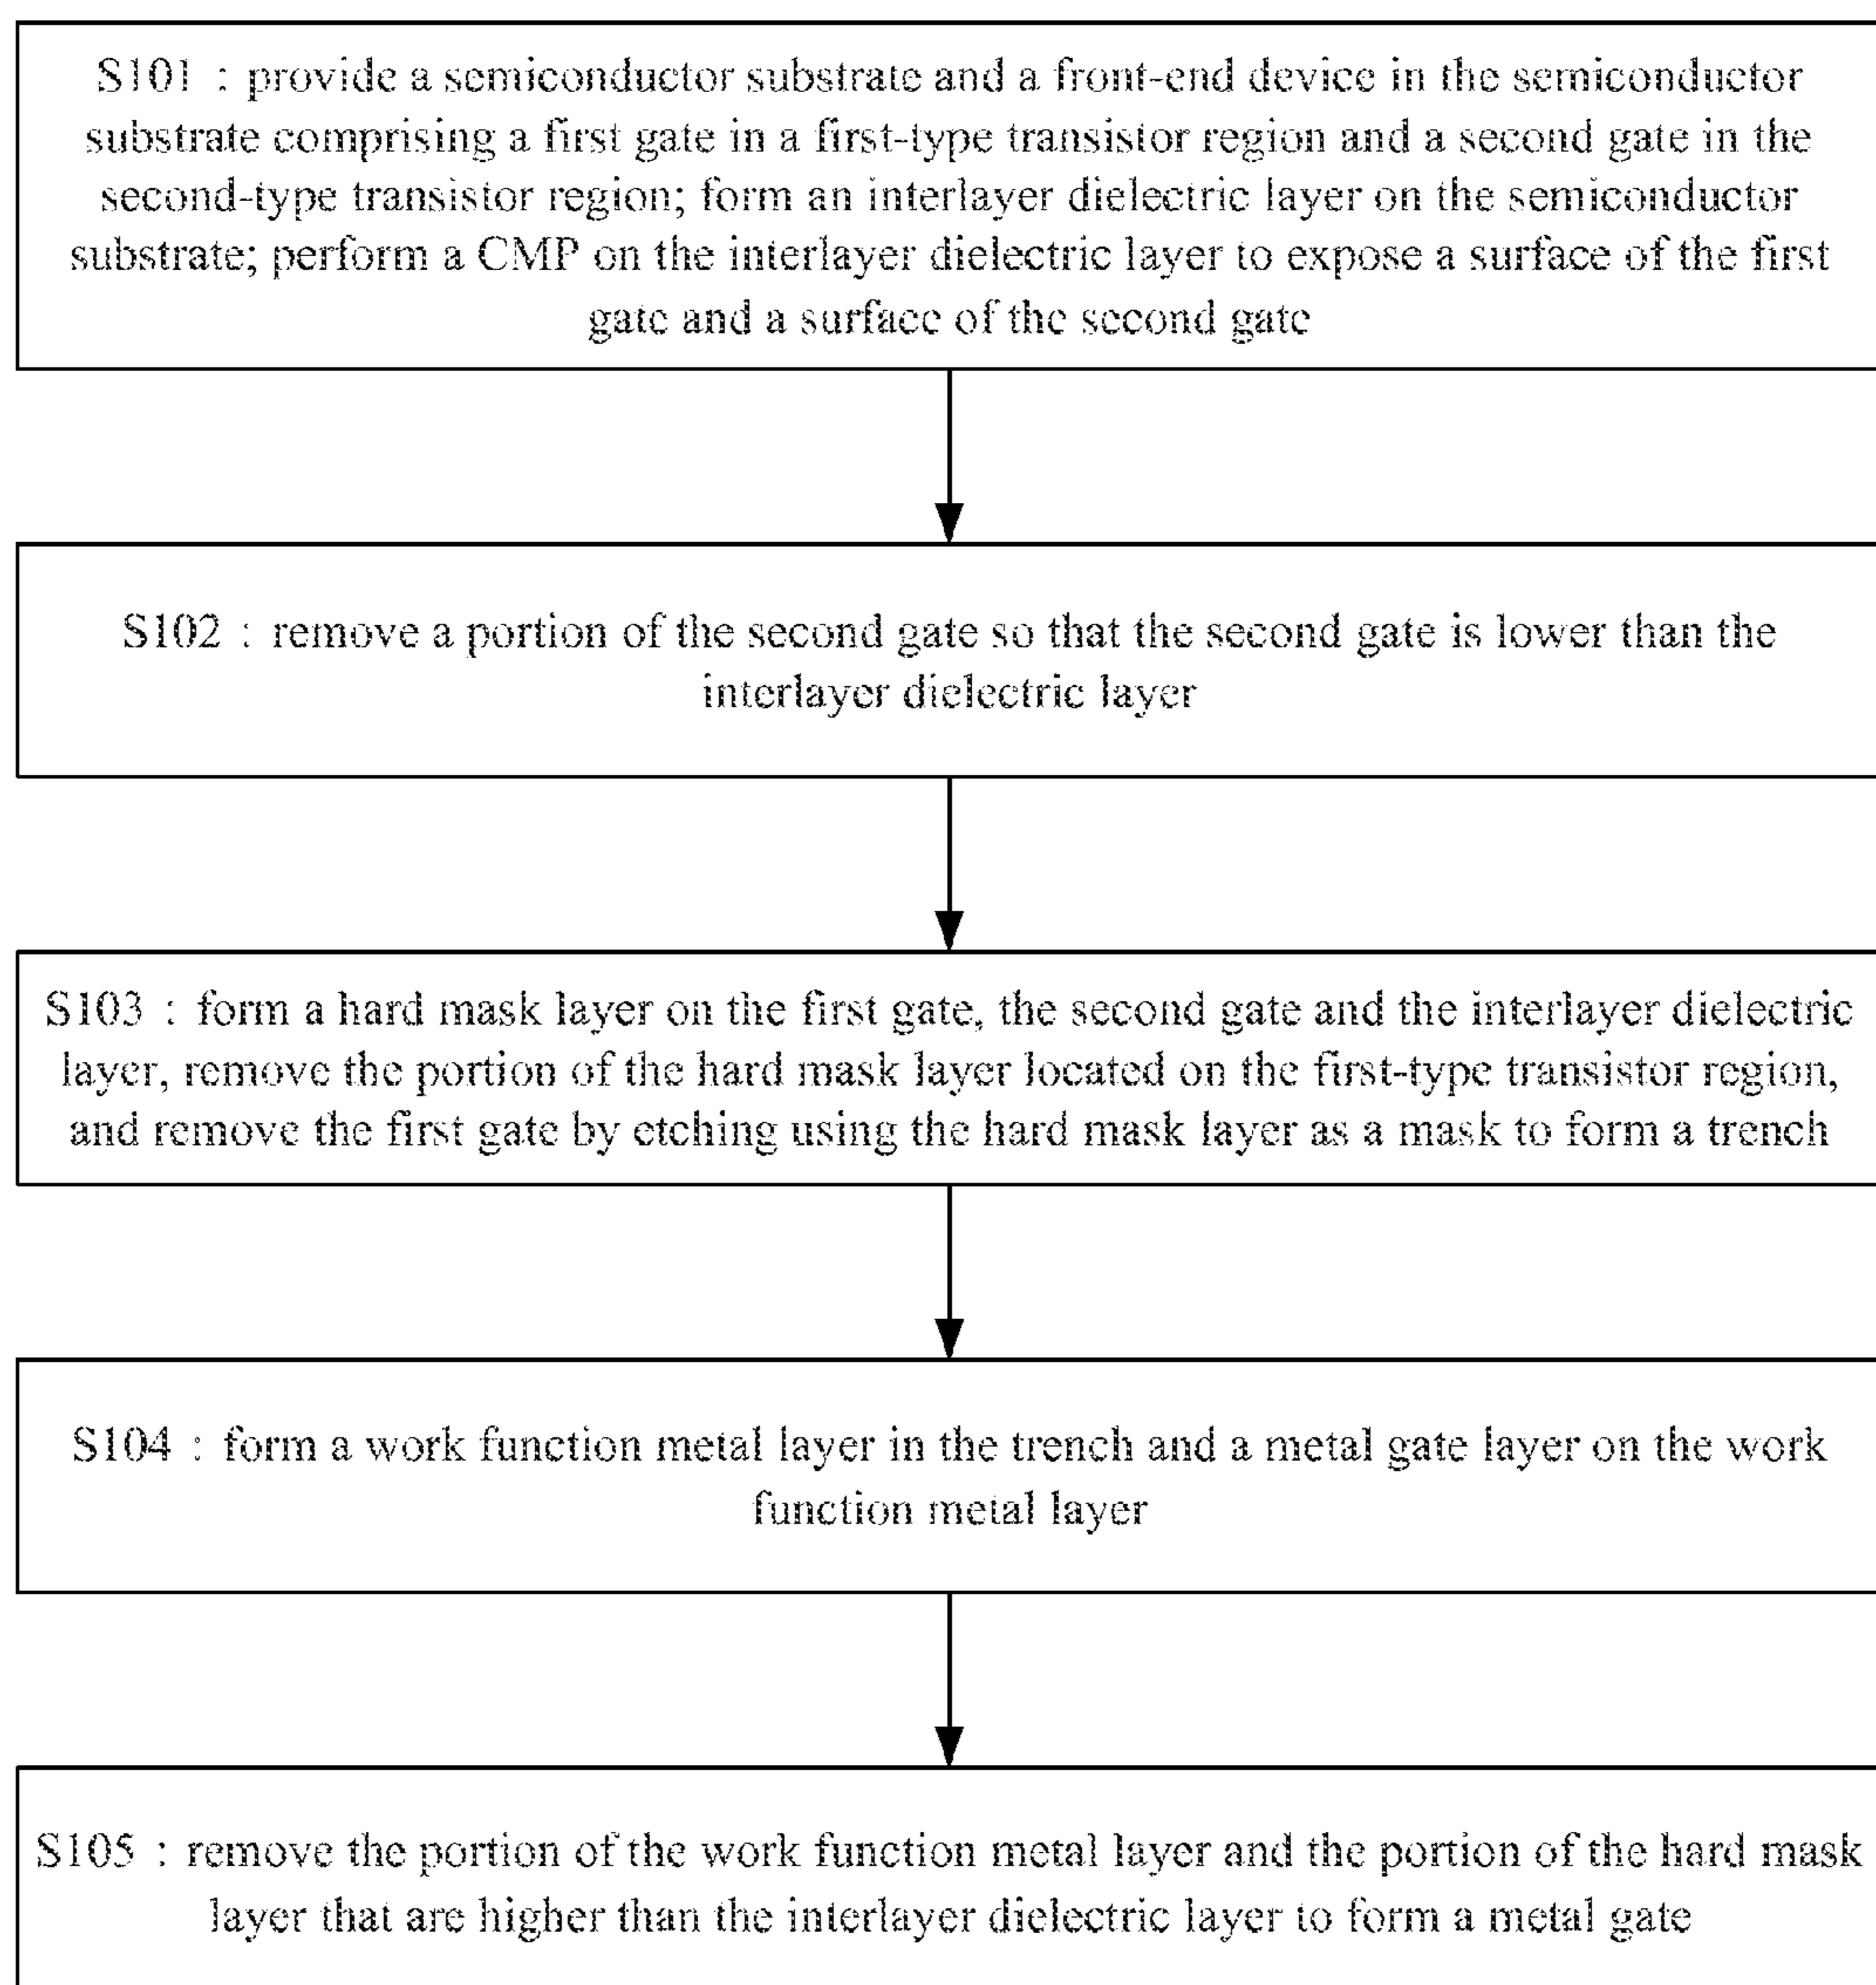 S101 : provide a semiconductor substrate and a front-end device in the semiconductor
substrate comprising a first gate in a first-type transistor region and a second gate in the
second-type transistor region; form an interlayer dielectric layer on the semiconductor
substrate; perform a CMP on the interlayer dielectric layer to expose a surface of the first
gate and a surface of the second gate
S102 : remove a portion of the second gate so that the second gate is lower than the
interlayer dielectric layer
S103 : form a hard mask layer on the first gate, the second gate and the interlayer dielectric
layer, remove the portion of the hard mask layer located on the first-type transistor region,
and remove the first gate by etching using the hard mask layer as a mask to form a trench
S104 : form a work function metal layer in the trench and a metal gate layer on the work
function metal layer
S105 : remove the portion of the work function metal layer and the portion of the hard mask
layer that are higher than the interlayer dielectric layer to form a metal gate